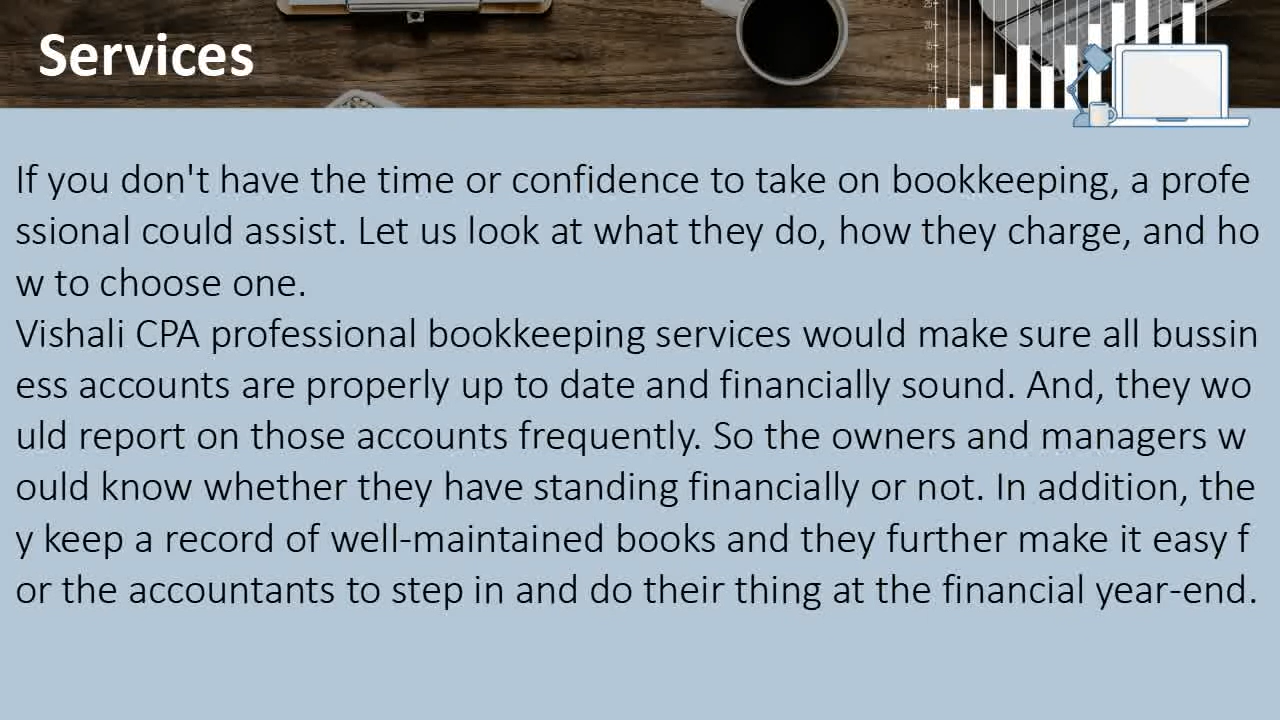 Services
If you don't have the time or confidence to take on bookkeeping, a profe
ssional could assist. Let us look at what they do, how they charge, and ho
w to choose one.
Vishali CPA professional bookkeeping services would make sure all bussin
ess accounts are properly up to date and financially sound. And, they wo
uld report on those accounts frequently. So the owners and managers w
ould know whether they have standing financially or not. In addition, the
y keep a record of well-maintained books and they further make it easy f
or the accountants to step in and do their thing at the financial year-end.